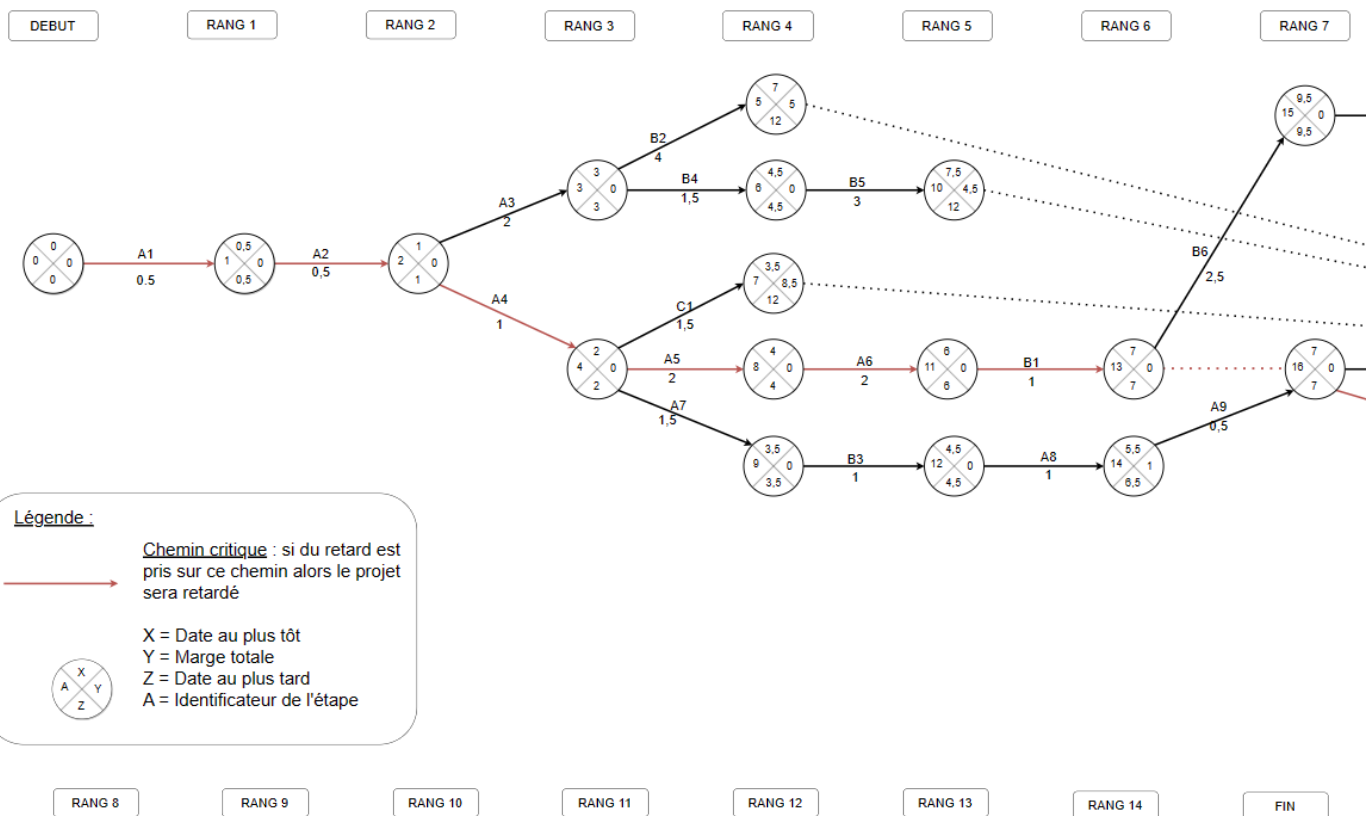 DEBUT
RANG 1
RANG 2
RANG 3
RANG 4
RANG 5
RANG 6
RANG 7
7
5
5
12
9,5
15
0
9,5
B2
4
3
3
0
3
B4
1,5
4,5
6
0
4,5
B5
3
7,5
10
4,5
12
A3
2
0
0
0
0
A1
0.5
0,5
1
0
0,5
A2
0,5
1
2
0
1
B6
2,5
A4
1
3,5
7
8,5
12
C1
1,5
2
4
0
2
A5
2
4
8
0
4
A6
2
6
11
0
6
B1
1
7
13
0
7
7
16
0
7
A7
1,5
A9
0,5
3,5
9
0
3,5
B3
1
4,5
12
0
4,5
A8
1
5,5
14
1
6,5
Légende :
Chemin critique : si du retard est
pris sur ce chemin alors le projet
sera retardé
X
A
Y
Z
X = Date au plus tôt
Y = Marge totale
Z = Date au plus tard
A = Identificateur de l'étape
RANG 8
RANG 9
RANG 10
RANG 11
RANG 12
RANG 13
RANG 14
FIN